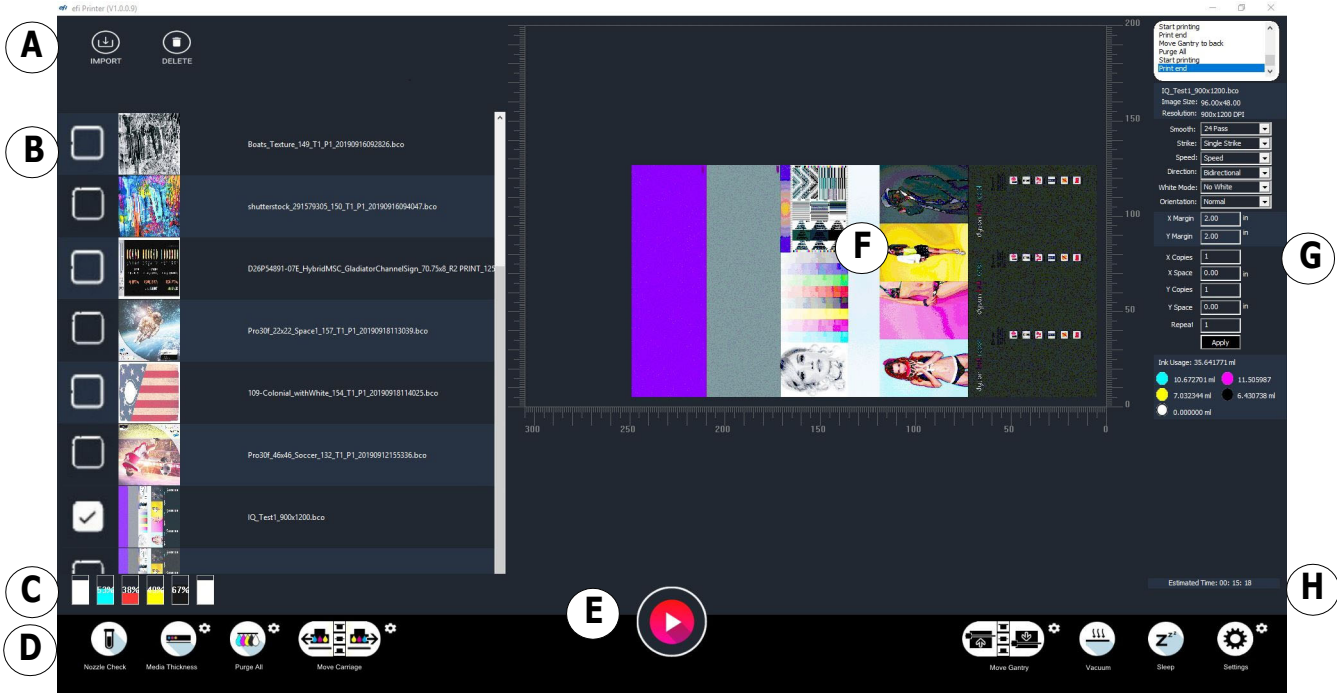 efi efi Printer (V1.0.0.9)
A
IMPORT
DELETE
B
Boats_Texture_149_T1_P1_20190916092826.bco
shutterstock_291579305_150_T1_P1_20190916094047.bco
D26P54891-07E_HybridMSC_GladiatorChannelSign_70.75x8_R2 PRINT_125
Pro30f_22x22_Space1_157_T1_P1_20190918113039.bco
109-Colonial_withWhite_154_T1_P1_20190918114025.bco
Pro30f_46x46_Soccer_132_T1_P1_20190912155336.bco
IQ_Test1_900x1200.bco
C
53%
38%
40%
67%
D
Nozzle Check
Media Thickness
Purge All
Move Carriage
E
Move Gantry
Vacuum
Sleep
Settings
F
200
150
100
50
0
300
250
200
150
100
50
0
Start printing
Print end
Move Gantry to back
Purge All
Start printing
Print end
IQ_Test1_900x1200.bco
Image Size: 96.00x48.00
Resolution: 900x1200 DPI
Smooth: 24 Pass
Strike: Single Strike
Speed: Speed
Direction: Bidirectional
White Mode: No White
Orientation: Normal
X Margin 2.00 in
Y Margin 2.00 in
X Copies 1
X Space 0.00 in
Y Copies 1
Y Space 0.00 in
Repeat 1
Apply
G
Ink Usage: 35.641771 ml
10.672701 ml 11.505987
7.032344 ml 6.430738 ml
0.000000 ml
Estimated Time: 00: 15: 18
H